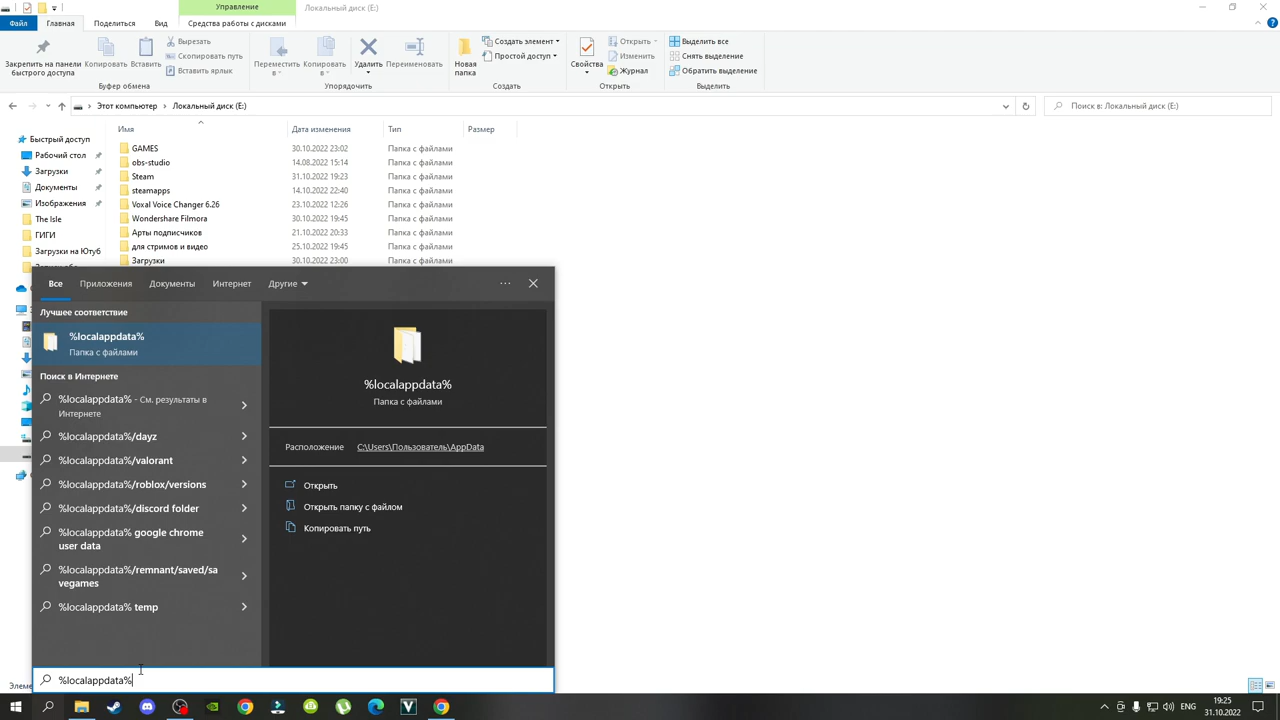 Управление
Локальный диск (E:)
Файл
Главная
Поделиться
Вид
Средства работы с дисками
Закрепить на панели
быстрого доступа
Копировать
Вставить
Вырезать
Скопировать путь
Вставить ярлык
Буфер обмена
Переместить
в
Копировать
в
Удалить
Переименовать
Упорядочить
Новая
папка
Создать элемент
Простой доступ
Создать
Свойства
Открыть
Изменить
Журнал
Открыть
Выделить все
Снять выделение
Обратить выделение
Выделить
Этот компьютер
Локальный диск (E:)
Поиск в: Локальный диск (E:)
Имя
Дата изменения
Тип
Размер
Быстрый доступ
Рабочий стол
Загрузки
Документы
Изображения
The Isle
ГИГИ
Загрузки на Ютуб
GAMES 30.10.2022 23:02 Папка с файлами
obs-studio 14.08.2022 15:14 Папка с файлами
Steam 31.10.2022 19:23 Папка с файлами
steamapps 14.10.2022 22:40 Папка с файлами
Voxal Voice Changer 6.26 23.10.2022 12:26 Папка с файлами
Wondershare Filmora 30.10.2022 19:45 Папка с файлами
Арты подписчиков 21.10.2022 20:33 Папка с файлами
для стримов и видео 25.10.2022 19:45 Папка с файлами
Загрузки 30.10.2022 23:00 Папка с файлами
Все
Приложения
Документы
Интернет
Другие
Лучшее соответствие
%localappdata%
Папка с файлами
Поиск в Интернете
%localappdata% - См. результаты в
Интернете
%localappdata%/dayz
%localappdata%/valorant
%localappdata%/roblox/versions
%localappdata%/discord folder
%localappdata% google chrome
user data
%localappdata%/remnant/saved/sa
vegames
%localappdata% temp
%localappdata%
Папка с файлами
Расположение
C:\Users\Пользователь\AppData
Открыть
Открыть папку с файлом
Копировать путь
%localappdata%
19:25
31.10.2022